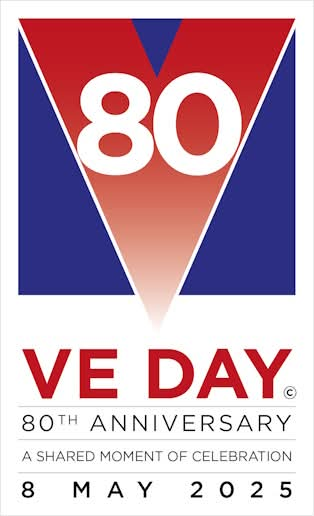 80
VE DAY ©
80TH ANNIVERSARY
A SHARED MOMENT OF CELEBRATION
8 MAY 2025